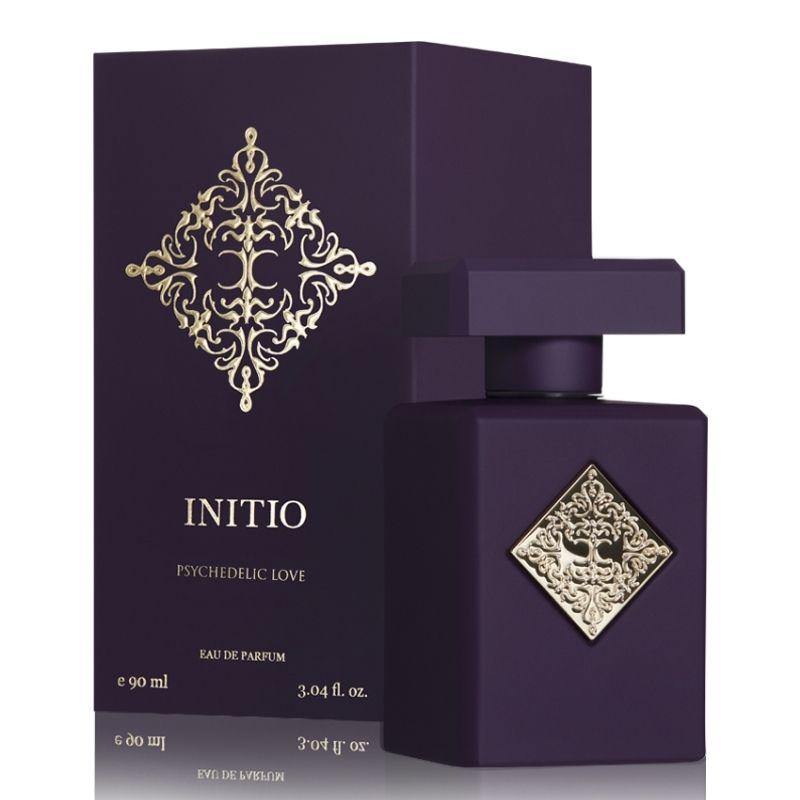 INITIO
PSYCHEDELIC LOVE
EAU DE PARFUM
e 90 ml
3.04 fl. oz.